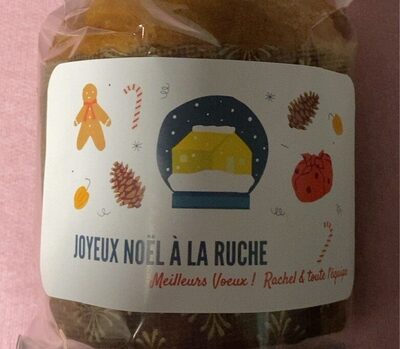 JOYEUX NOËL À LA RUCHE
Meilleurs Voeux ! Rachel & toute l'équipe